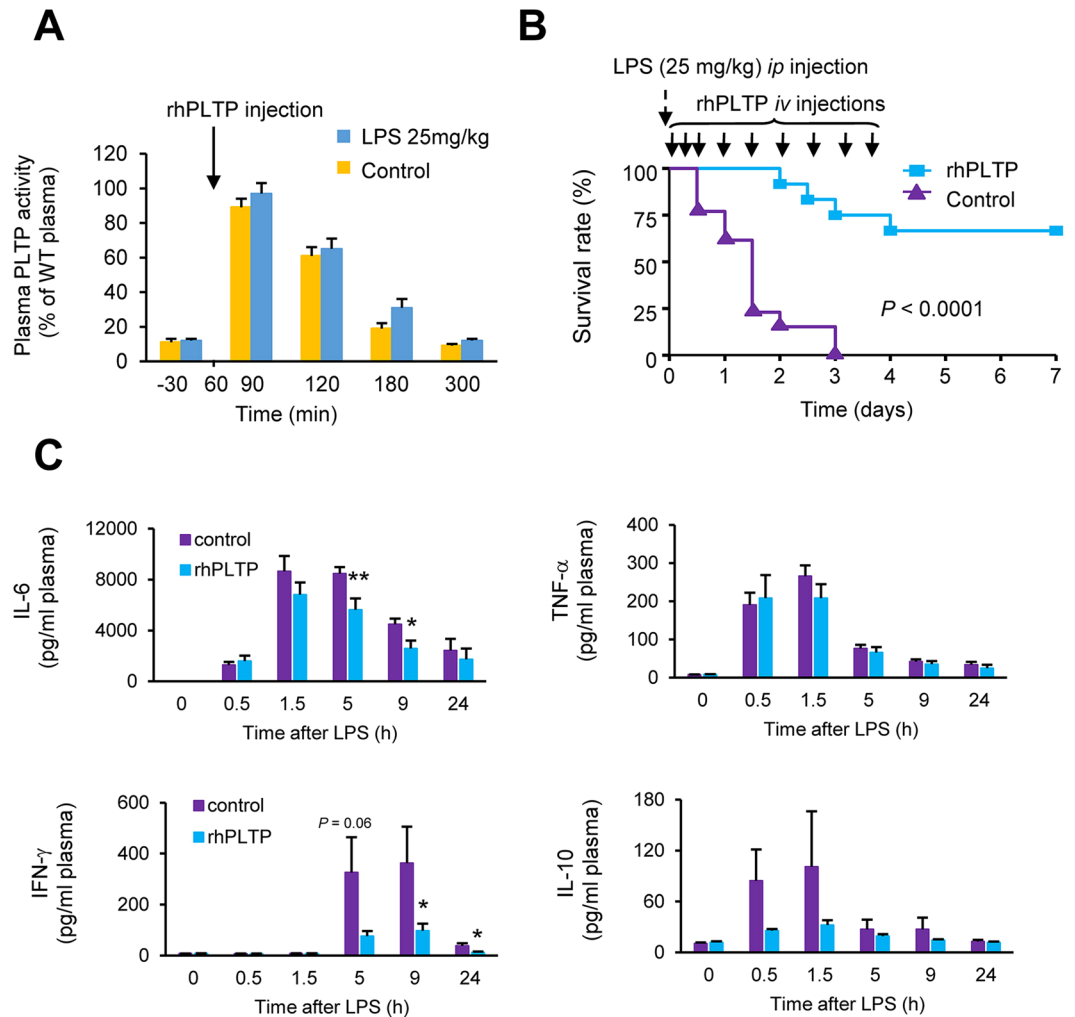 A
rhPLTP injection
LPS 25mg/kg
Control
Plasma PLTP activity
(% of WT plasma)
120
100
80
60
40
20
0
-30 60 90 120 180 300
Time (min)
B
LPS (25 mg/kg) ip injection
rhPLTP iv injections
rhPLTP
Control
Survival rate (%)
100
75
50
25
0
P < 0.0001
0 1 2 3 4 5 6 7
Time (days)
C
IL-6
(pg/ml plasma)
12000
8000
4000
0
control
rhPLTP
**
*
0 0.5 1.5 5 9 24
Time after LPS (h)
TNF-α
(pg/ml plasma)
400
300
200
100
0
0 0.5 1.5 5 9 24
Time after LPS (h)
IFN-γ
(pg/ml plasma)
600
400
200
0
control
rhPLTP
P = 0.06
*
*
0 0.5 1.5 5 9 24
Time after LPS (h)
IL-10
(pg/ml plasma)
180
120
60
0
0 0.5 1.5 5 9 24
Time after LPS (h)